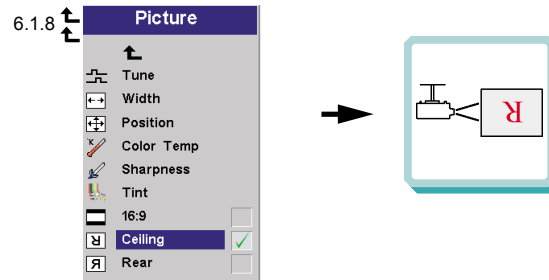 6.1.8
Picture
Tune
Width
Position
K
Color Temp
Sharpness
Tint
16:9
R
Ceiling
R
Rear
R